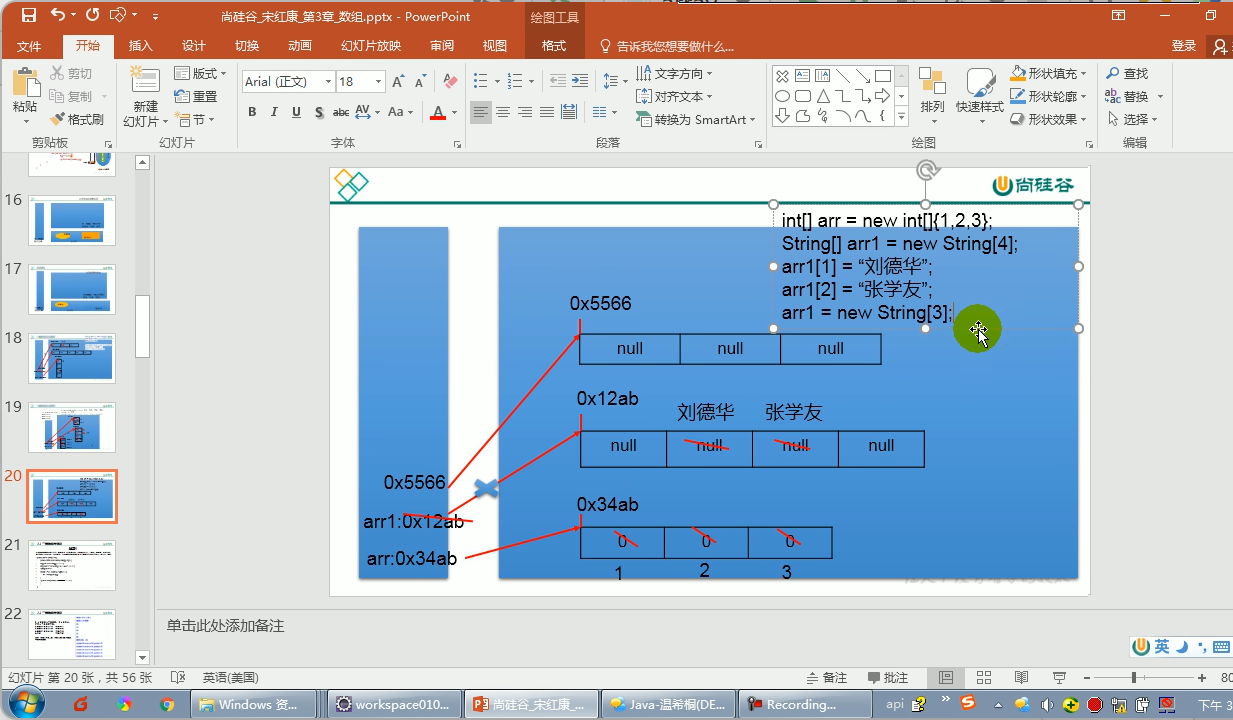 尚硅谷_宋红康_第3章_数组.pptx - PowerPoint
绘图工具
文件 开始 插入 设计 切换 动画 幻灯片放映 审阅 视图 格式 告诉我您想要做什么... 登录
粘贴
剪切
复制
格式刷
剪贴板
新建
幻灯片
版式
重置
节
幻灯片
Arial (正文) 18
B I U S abc AV Aa A
字体
文字方向
对齐文本
转换为 SmartArt
段落
排列
快速样式
形状填充
形状轮廓
形状效果
绘图
查找
替换
选择
编辑
16
17
18
19
20
21
22
尚硅谷
int[] arr = new int[]{1,2,3};
String[] arr1 = new String[4];
arr1[1] = “刘德华”;
arr1[2] = “张学友”;
arr1 = new String[3];
0x5566
null null null
0x12ab
刘德华 张学友
null null null null
0x5566
arr1:0x12ab
arr:0x34ab
0x34ab
0 0 0
1 2 3
单击此处添加备注
英
幻灯片 第 20 张，共 56 张 英语(美国) 备注 批注 80
Windows 资... workspace010... 尚硅谷_宋红康_... Java-温希桐(DE... Recording... api 下午 3